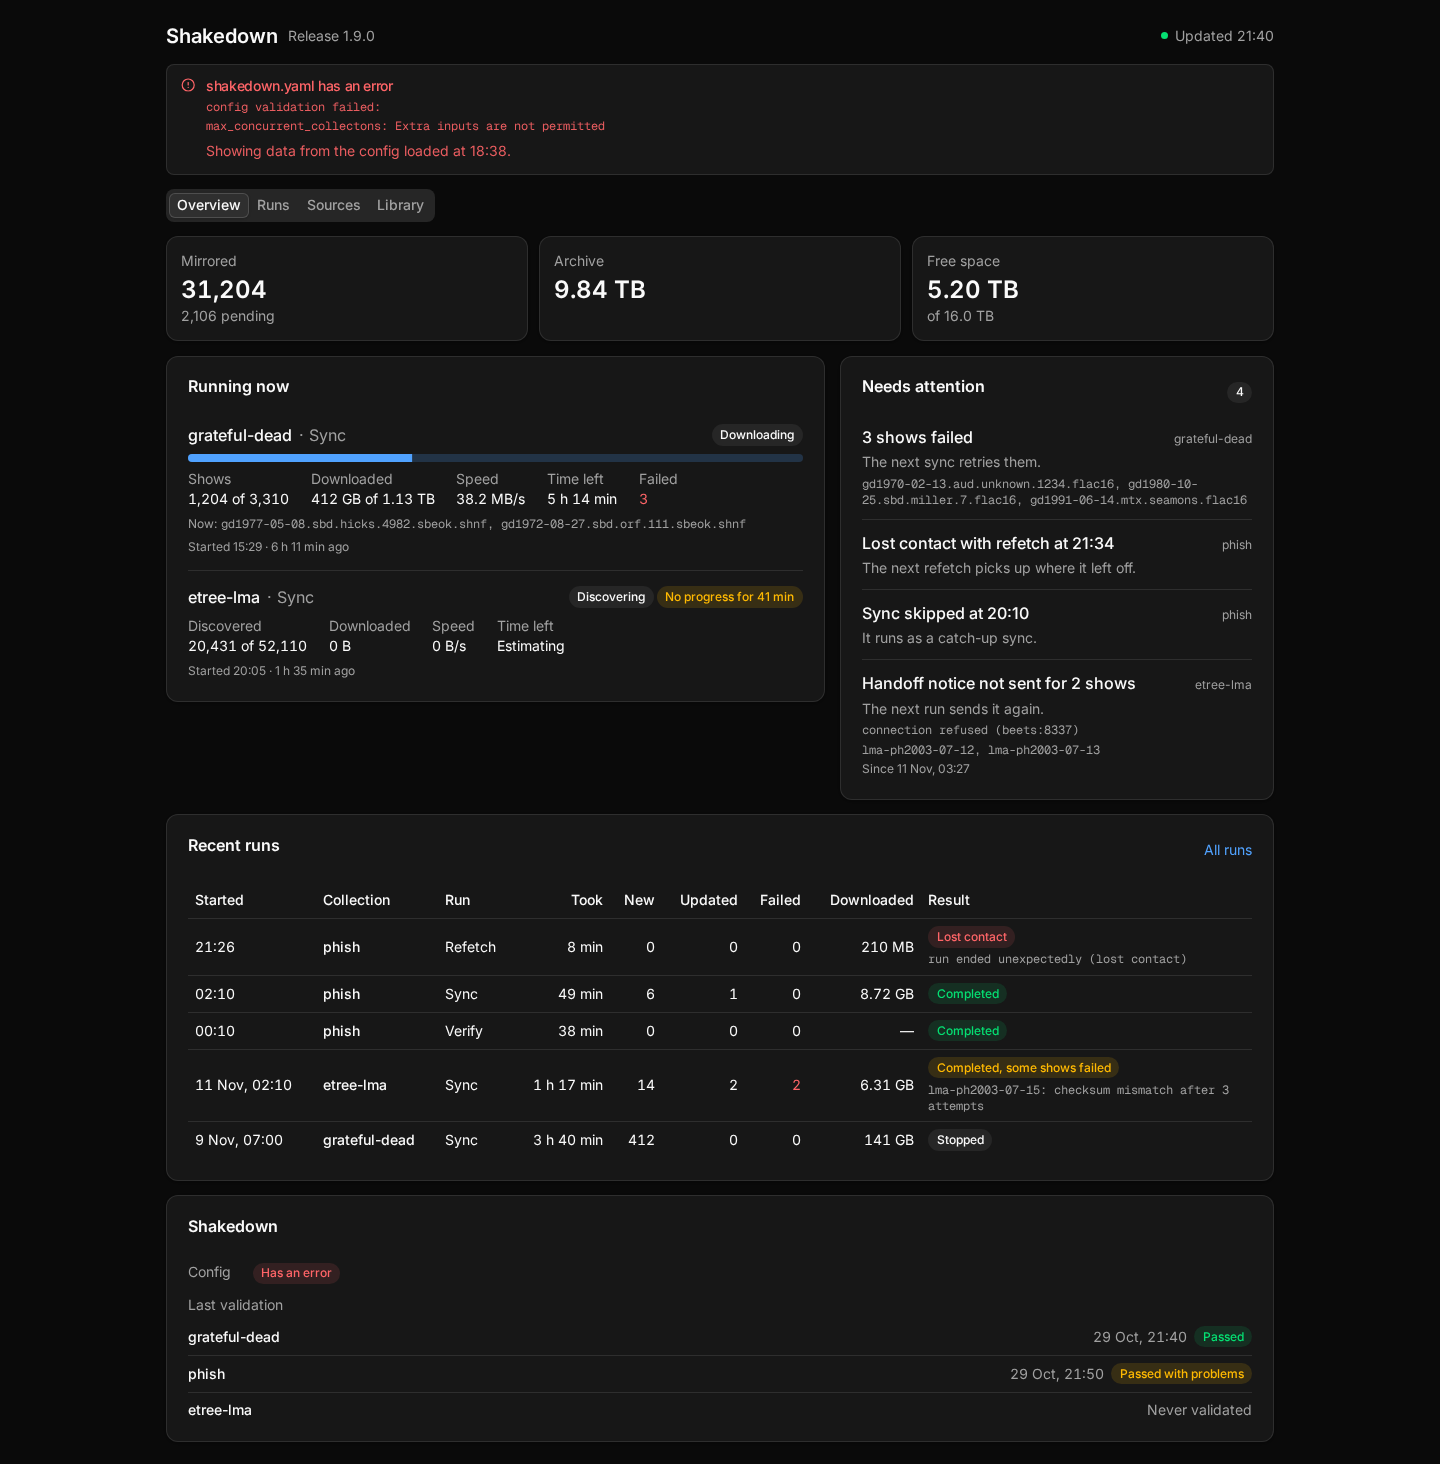 Shakedown Release 1.9.0
Updated 21:40
shakedown.yaml has an error
config validation failed:
max_concurrent_collectons: Extra inputs are not permitted
Showing data from the config loaded at 18:38.
Overview Runs Sources Library
Mirrored
31,204
2,106 pending
Archive
9.84 TB
Free space
5.20 TB
of 16.0 TB
Running now
grateful-dead · Sync
Downloading
Shows Downloaded Speed Time left Failed
1,204 of 3,310 412 GB of 1.13 TB 38.2 MB/s 5 h 14 min 3
Now: gd1977-05-08.sbd.hicks.4982.sbeok.shnf, gd1972-08-27.sbd.orf.111.sbeok.shnf
Started 15:29 · 6 h 11 min ago
etree-lma · Sync
Discovering No progress for 41 min
Discovered Downloaded Speed Time left
20,431 of 52,110 0 B 0 B/s Estimating
Started 20:05 · 1 h 35 min ago
Needs attention
4
3 shows failed grateful-dead
The next sync retries them.
gd1970-02-13.aud.unknown.1234.flac16, gd1980-10-
25.sbd.miller.7.flac16, gd1991-06-14.mtx.seamons.flac16
Lost contact with refetch at 21:34 phish
The next refetch picks up where it left off.
Sync skipped at 20:10 phish
It runs as a catch-up sync.
Handoff notice not sent for 2 shows etree-lma
The next run sends it again.
connection refused (beets:8337)
lma-ph2003-07-12, lma-ph2003-07-13
Since 11 Nov, 03:27
Recent runs
All runs
Started Collection Run Took New Updated Failed Downloaded Result
21:26 phish Refetch 8 min 0 0 0 210 MB Lost contact
run ended unexpectedly (lost contact)
02:10 phish Sync 49 min 6 1 0 8.72 GB Completed
00:10 phish Verify 38 min 0 0 0 — Completed
11 Nov, 02:10 etree-lma Sync 1 h 17 min 14 2 2 6.31 GB Completed, some shows failed
lma-ph2003-07-15: checksum mismatch after 3
attempts
9 Nov, 07:00 grateful-dead Sync 3 h 40 min 412 0 0 141 GB Stopped
Shakedown
Config Has an error
Last validation
grateful-dead 29 Oct, 21:40 Passed
phish 29 Oct, 21:50 Passed with problems
etree-lma Never validated